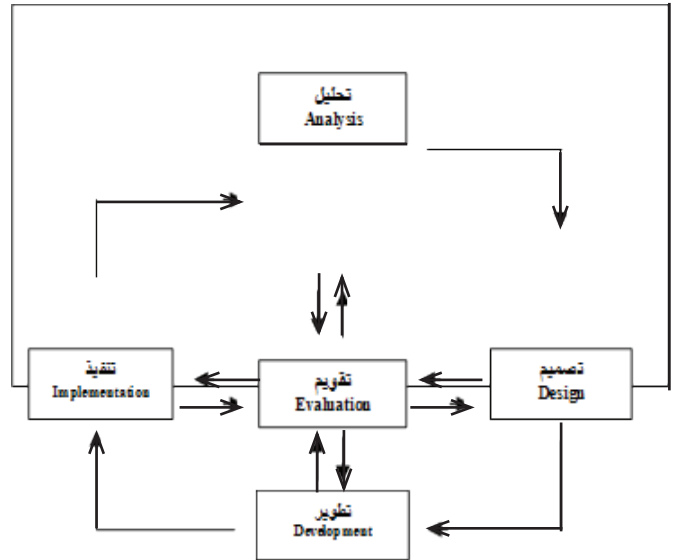 تحليل
Analysis
تنفيذ
Implementation
تقويم
Evaluation
تصميم
Design
تطوير
Development